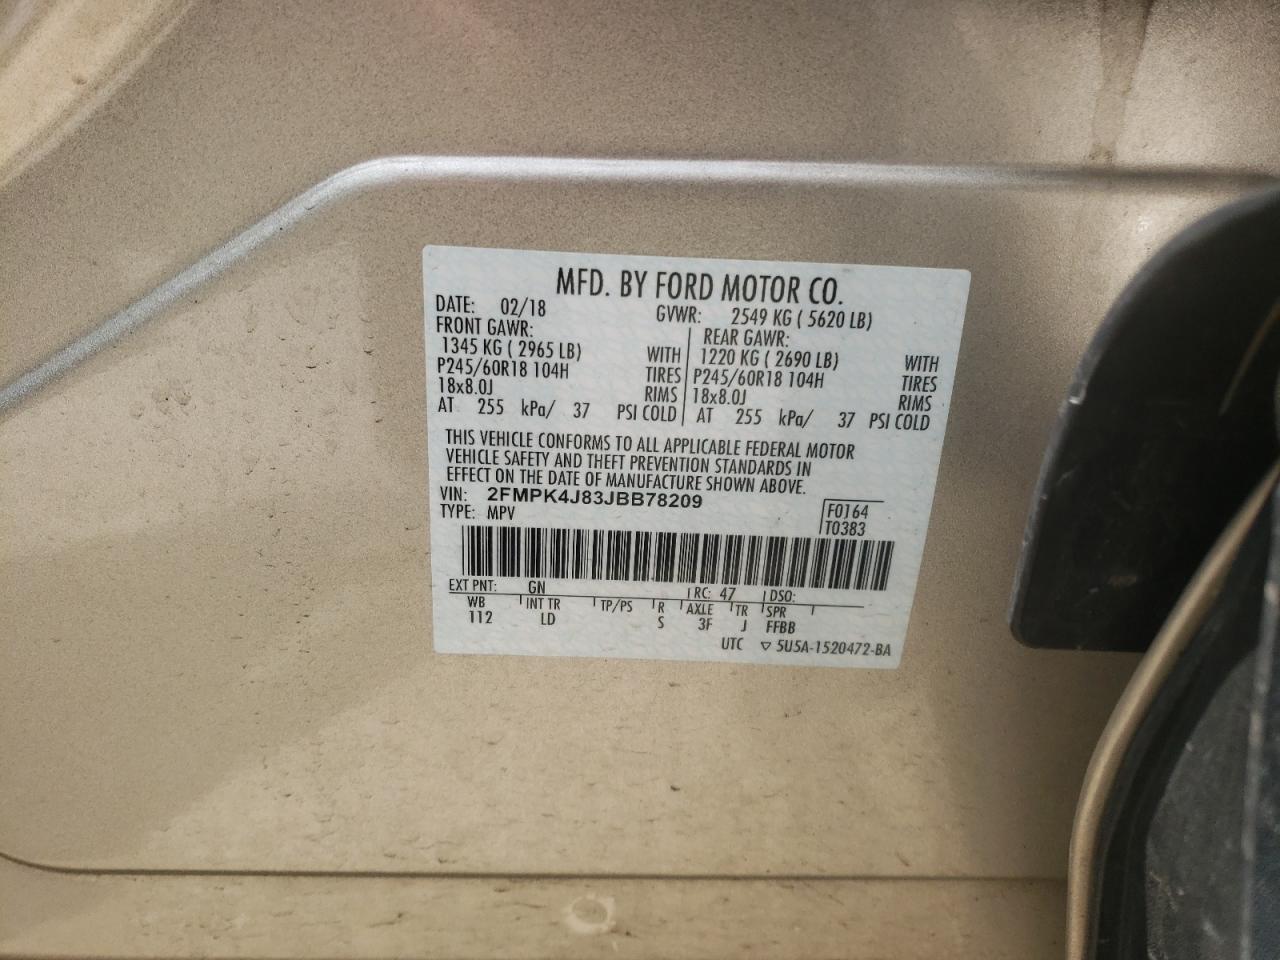 MFD. BY FORD MOTOR CO.
DATE: 02/18 GVWR: 2549 KG ( 5620 LB)
FRONT GAWR: REAR GAWR:
1345 KG ( 2965 LB) WITH 1220 KG ( 2690 LB) WITH
P245/60R18 104H TIRES P245/60R18 104H TIRES
18x8.0J RIMS 18x8.0J RIMS
AT 255 kPa/ 37 PSI COLD AT 255 kPa/ 37 PSI COLD
THIS VEHICLE CONFORMS TO ALL APPLICABLE FEDERAL MOTOR
VEHICLE SAFETY AND THEFT PREVENTION STANDARDS IN
EFFECT ON THE DATE OF MANUFACTURE SHOWN ABOVE.
VIN: 2FMPK4J83JBB78209
TYPE: MPV
F0164
T0383
EXT PNT: GN RC: 47 DSO:
WB INT TR TP/PS R AXLE TR SPR
112 LD S 3F J FFBB
UTC ▽ 5U5A-1520472-BA